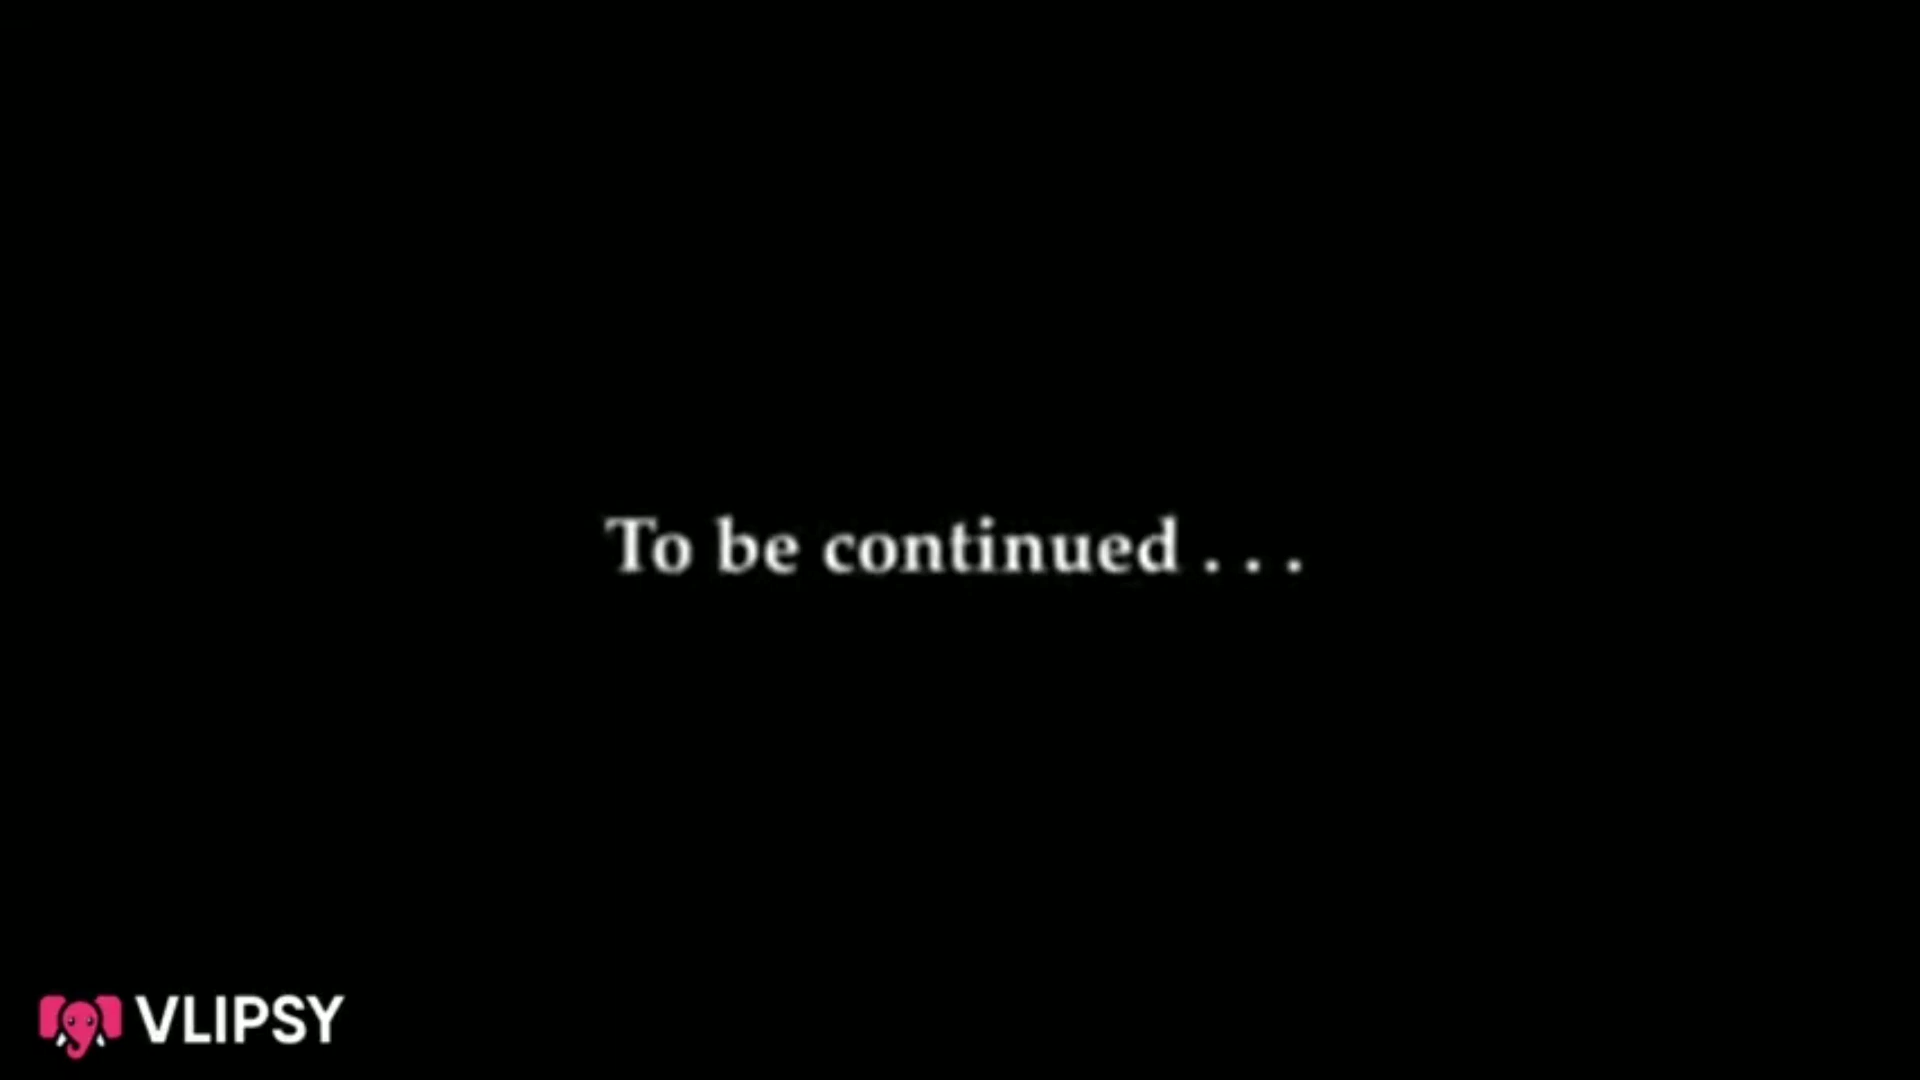 To be continued . . .
VLIPSY